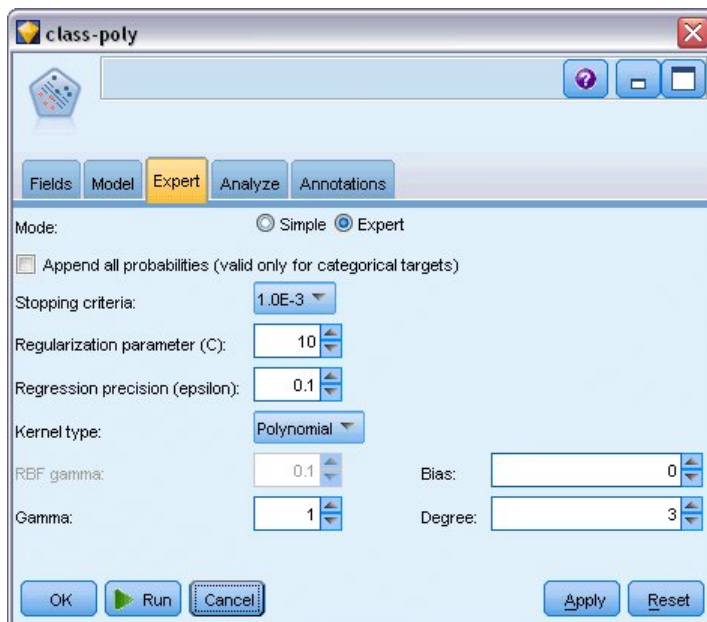 class-poly
Fields Model Expert Analyze Annotations
Mode: Simple Expert
Append all probabilities (valid only for categorical targets)
Stopping criteria: 1.0E-3
Regularization parameter (C): 10
Regression precision (epsilon): 0.1
Kernel type: Polynomial
RBF gamma: 0.1 Bias: 0
Gamma: 1 Degree: 3
OK Run Cancel Apply Reset